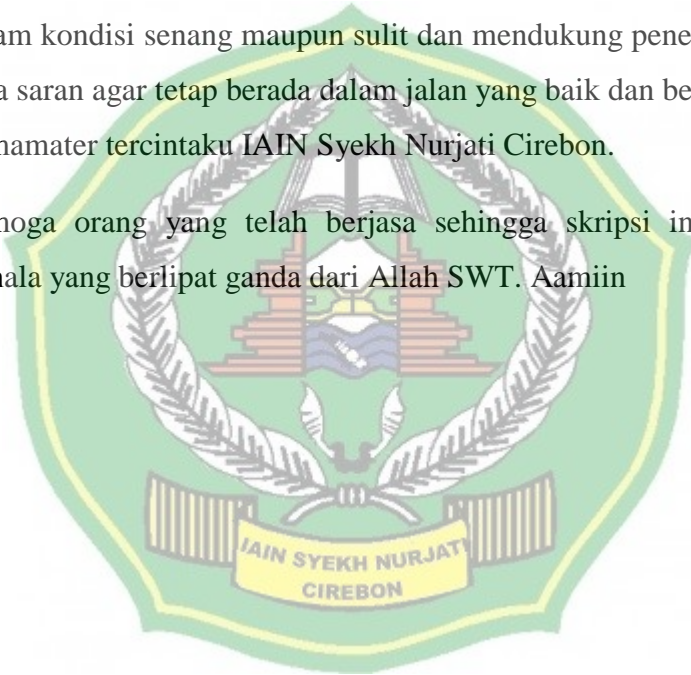 am kondisi senang maupun sulit dan mendukung pene
a saran agar tetap berada dalam jalan yang baik dan be
namater tercintaku IAIN Syekh Nurjati Cirebon.
noga orang yang telah berjasa sehingga skripsi in
nala yang berlipat ganda dari Allah SWT. Aamiin
IAIN SYEKH NURJATI
CIREBON